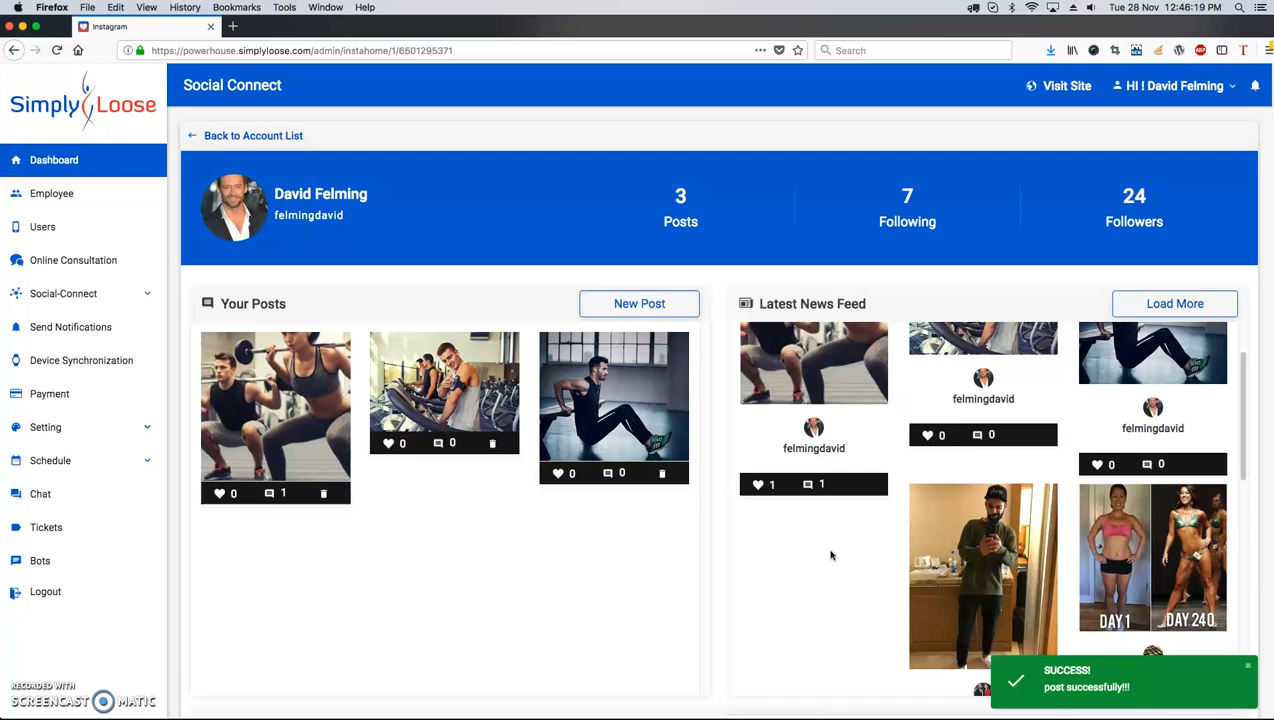 Firefox File Edit View History Bookmarks Tools Window Help Tue 28 Nov 12:46:19 PM
Instagram
https://powerhouse.simplyloose.com/admin/instahome/1/6501295371 Search
Simply Loose
Social Connect
Visit Site
HI ! David Felming
Back to Account List
Dashboard
Employee
Users
Online Consultation
Social-Connect
Send Notifications
Device Synchronization
Payment
Setting
Schedule
Chat
Tickets
Bots
Logout
David Felming
felmingdavid
3
Posts
7
Following
24
Followers
Your Posts
New Post
0 1
0 0
0 0
Latest News Feed
Load More
felmingdavid
1 1
felmingdavid
0 0
felmingdavid
0 0
DAY 1 DAY 240
SUCCESS!
post successfully!!!
RECORDED WITH
SCREENCAST MATIC